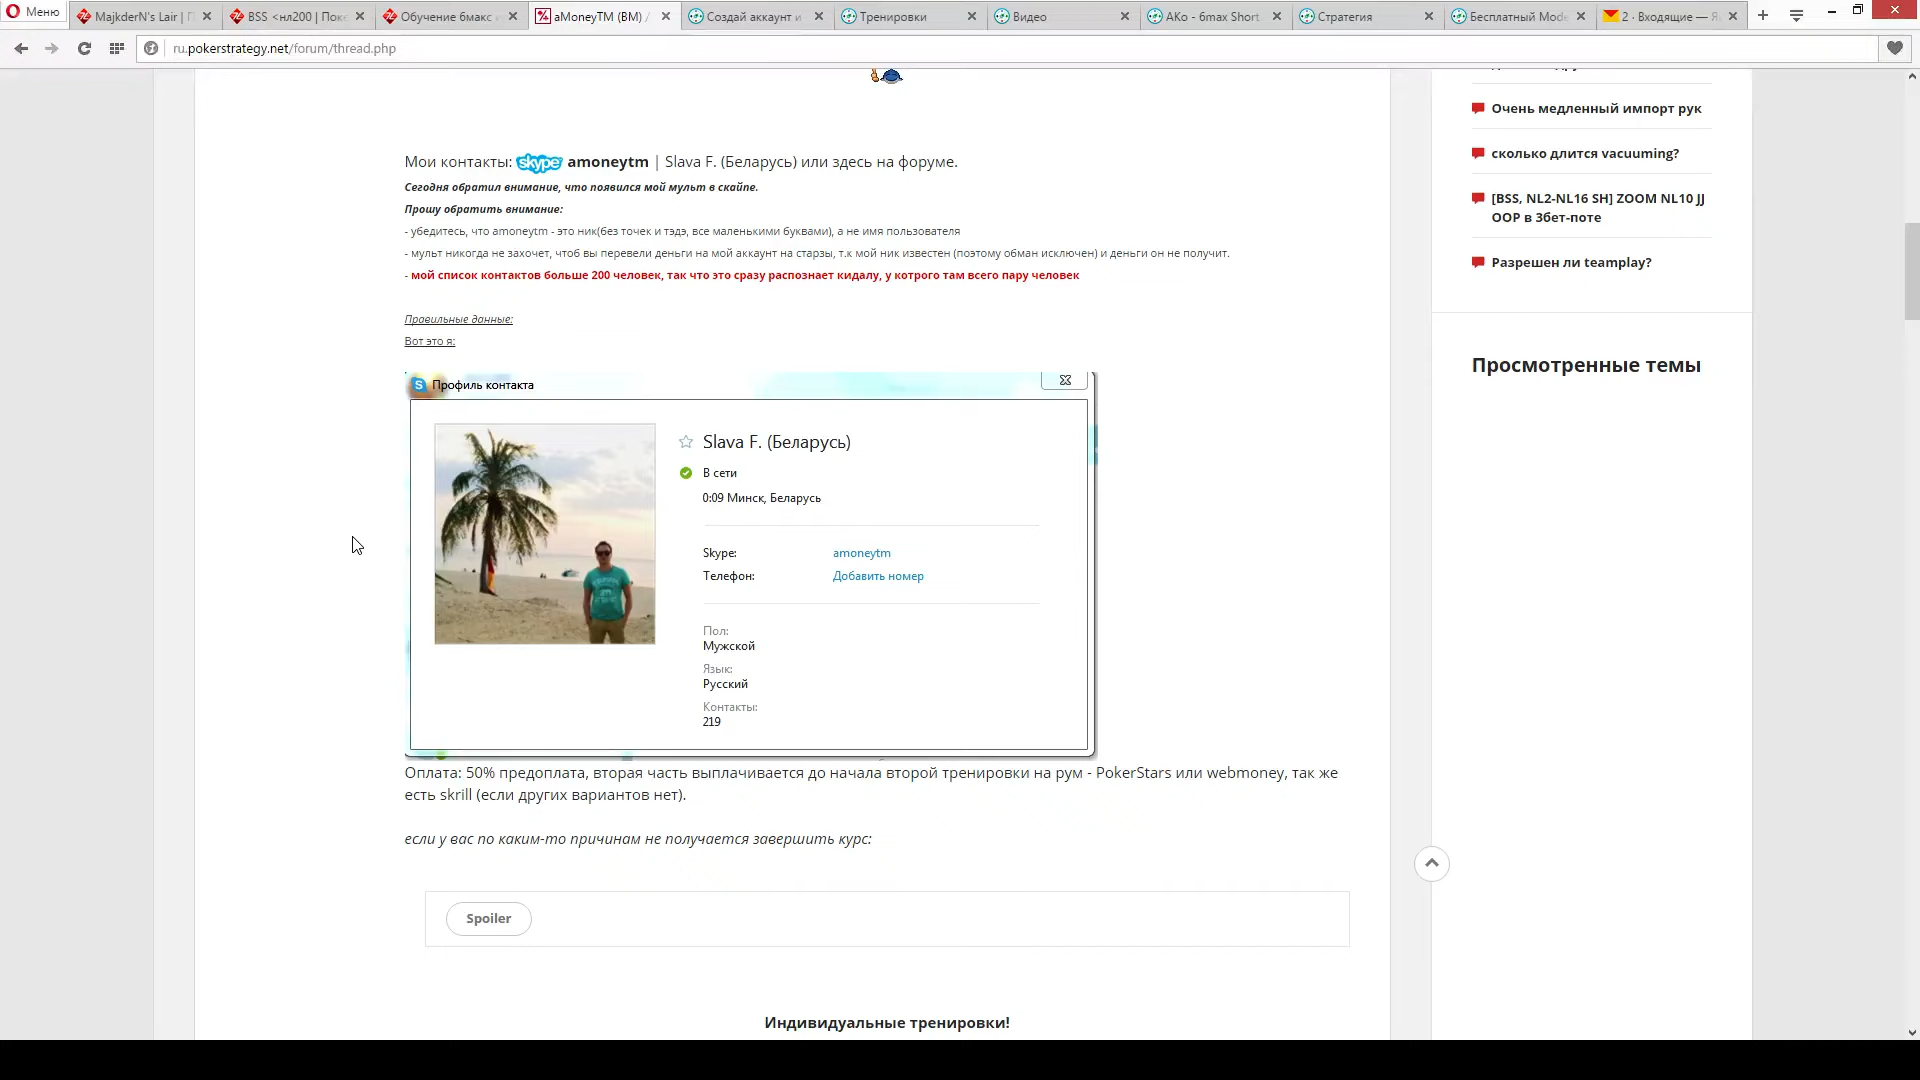 Меню
MajkderN's Lair | П
BSS <нл200 | Поке
Обучение 6макс
aMoneyTM (BM) /
Создай аккаунт и
Тренировки
Видео
AKo - 6max Short
Стратегия
Бесплатный Mode
2 · Входящие — Я
ru.pokerstrategy.net/forum/thread.php
Мои контакты: skype amoneytm | Slava F. (Беларусь) или здесь на форуме.
Сегодня обратил внимание, что появился мой мульт в скайпе.
Прошу обратить внимание:
- убедитесь, что amoneytm - это ник(без точек и тэдэ, все маленькими буквами), а не имя пользователя
- мульт никогда не захочет, чтоб вы перевели деньги на мой аккаунт на старзы, т.к мой ник известен (поэтому обман исключен) и деньги он не получит.
- мой список контактов больше 200 человек, так что это сразу распознает кидалу, у котрого там всего пару человек
Правильные данные:
Вот это я:
Профиль контакта
Slava F. (Беларусь)
В сети
0:09 Минск, Беларусь
Skype: amoneytm
Телефон: Добавить номер
Пол:
Мужской
Язык:
Русский
Контакты:
219
Оплата: 50% предоплата, вторая часть выплачивается до начала второй тренировки на рум - PokerStars или webmoney, так же
есть skrill (если других вариантов нет).
если у вас по каким-то причинам не получается завершить курс:
Spoiler
Индивидуальные тренировки!
Очень медленный импорт рук
сколько длится vacuuming?
[BSS, NL2-NL16 SH] ZOOM NL10 JJ
OOP в 3бет-поте
Разрешен ли teamplay?
Просмотренные темы